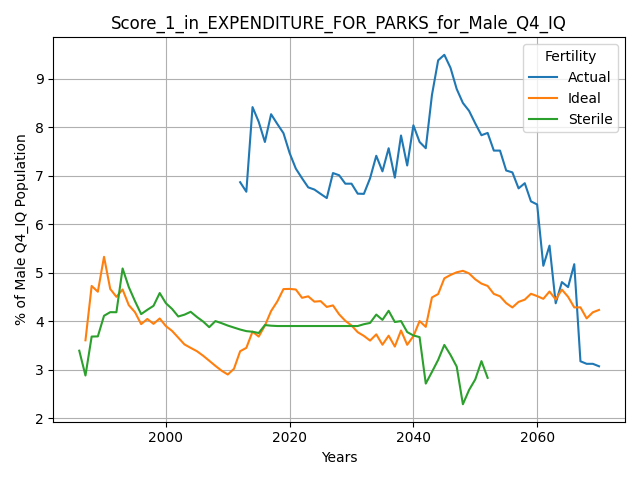 Score_1_in_EXPENDITURE_FOR_PARKS_for_Male_Q4_IQ
% of Male Q4_IQ Population
9
8
7
6
5
4
3
2
2000
2020
2040
2060
Years
Fertility
Actual
Ideal
Sterile